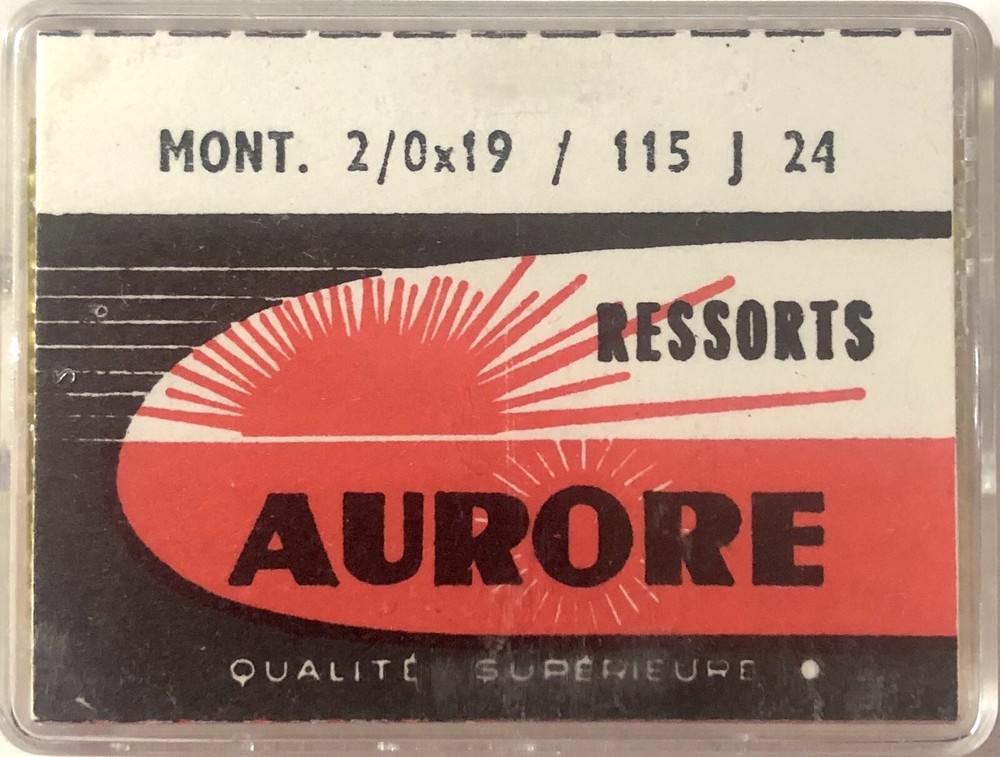 MONT. 2/0x19 / 115 J 24
RESSORTS
AURORE
QUALITÉ SUPÉRIEURE